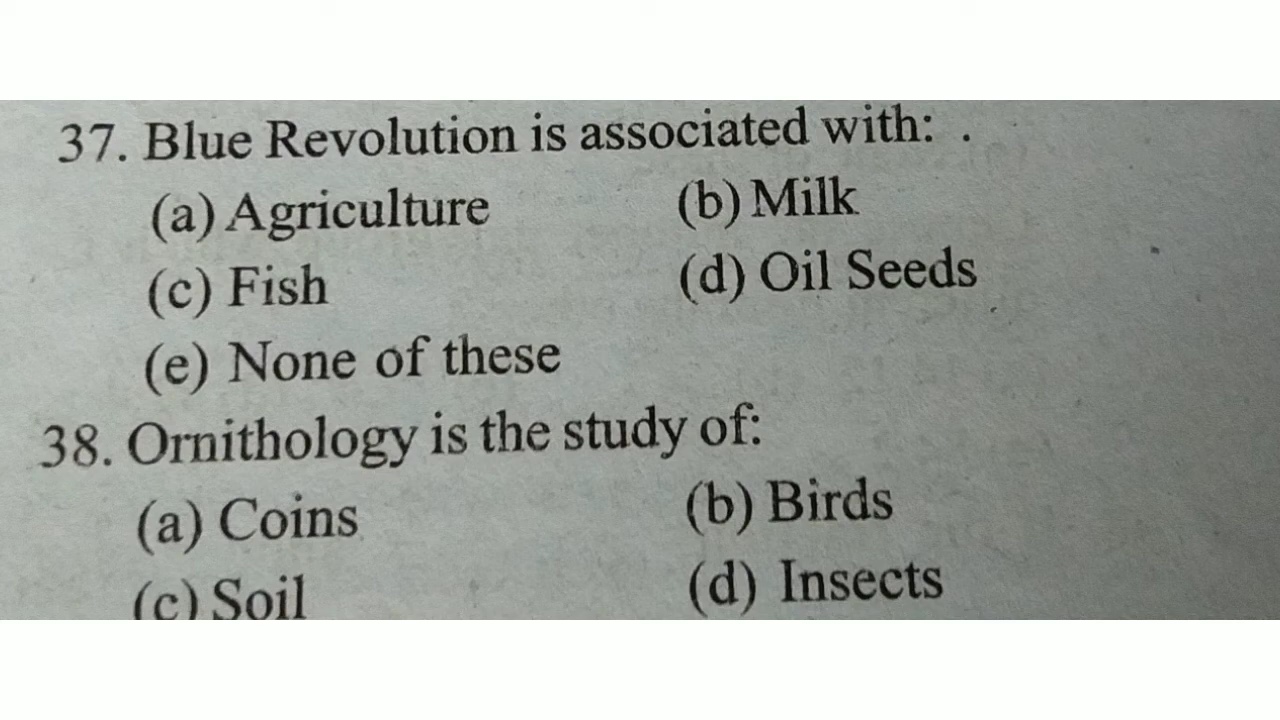 37. Blue Revolution is associated with: .
(a) Agriculture (b) Milk
(c) Fish (d) Oil Seeds
(e) None of these
38. Ornithology is the study of:
(a) Coins (b) Birds
(c) Soil (d) Insects